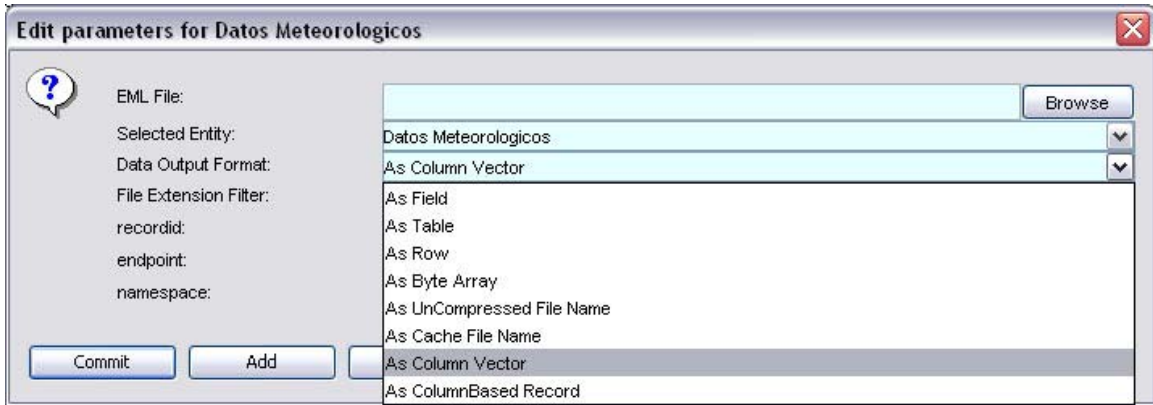 Edit parameters for Datos Meteorologicos
EML File:
Browse
Selected Entity:
Datos Meteorologicos
Data Output Format:
As Column Vector
File Extension Filter:
As Field
recordid:
As Table
endpoint:
As Row
namespace:
As Byte Array
As UnCompressed File Name
As Cache File Name
Commit
Add
As Column Vector
As ColumnBased Record